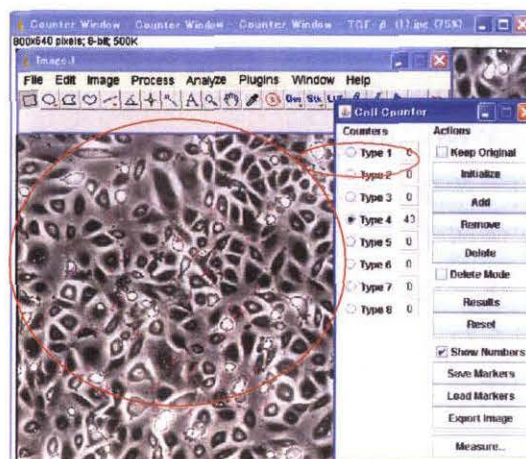 Counter Window Counter Window - Counter Window TGF-β (1).jpg (75%)
800x640 pixels; 8-bit; 500K
ImageJ
File Edit Image Process Analyze Plugins Window Help
Dev Stk LUT
Cell Counter
Counters Actions
Type 1 0 Keep Original
Type 2 0 Initialize
Type 3 0 Add
Type 4 43 Remove
Type 5 0 Delete
Type 6 0 Delete Mode
Type 7 0 Results
Type 8 0 Reset
Show Numbers
Save Markers
Load Markers
Export Image
Measure...